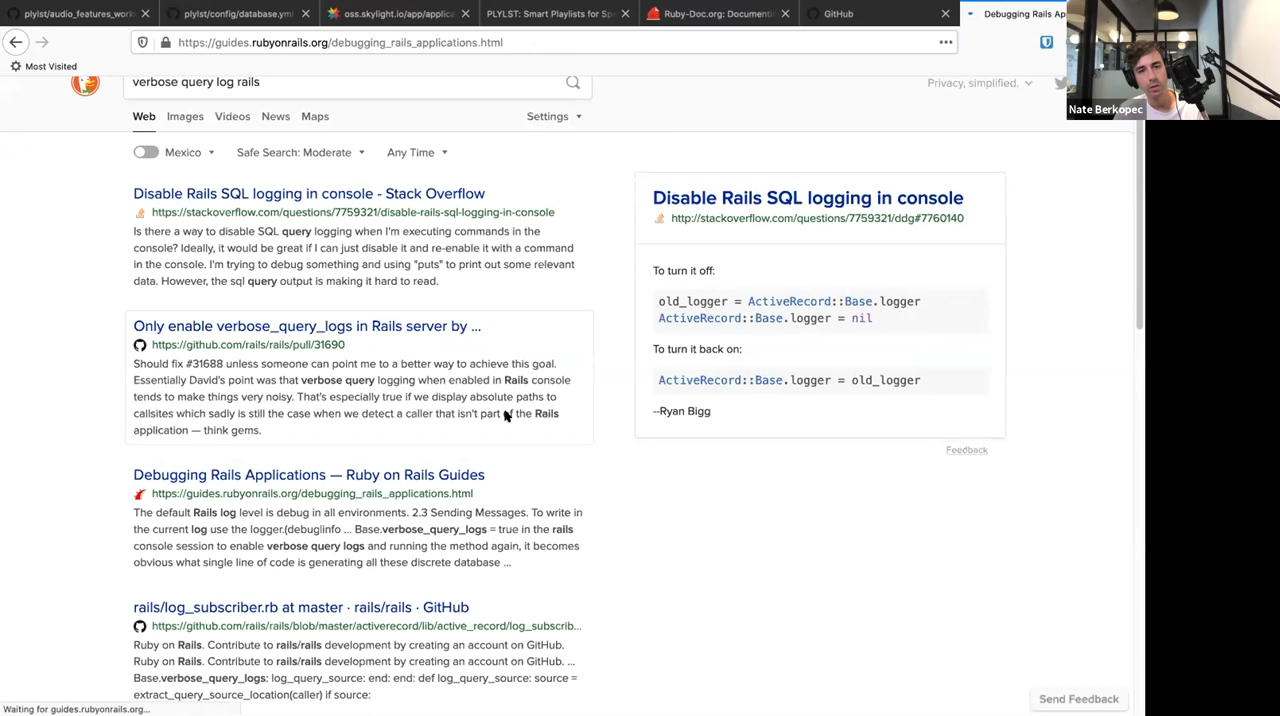 plylst/audio_features_work
plylst/config/database.yml
oss.skylight.io/app/applica
PLYLST: Smart Playlists for Sp
Ruby-Doc.org: Documenti
GitHub
Debugging Rails Ap
https://guides.rubyonrails.org/debugging_rails_applications.html
Most Visited
Nate Berkopec
verbose query log rails
Privacy, simplified.
Web Images Videos News Maps Settings
Mexico Safe Search: Moderate Any Time
Disable Rails SQL logging in console - Stack Overflow
https://stackoverflow.com/questions/7759321/disable-rails-sql-logging-in-console
Is there a way to disable SQL query logging when I'm executing commands in the
console? Ideally, it would be great if I can just disable it and re-enable it with a command
in the console. I'm trying to debug something and using "puts" to print out some relevant
data. However, the sql query output is making it hard to read.
Only enable verbose_query_logs in Rails server by ...
https://github.com/rails/rails/pull/31690
Should fix #31688 unless someone can point me to a better way to achieve this goal.
Essentially David's point was that verbose query logging when enabled in Rails console
tends to make things very noisy. That's especially true if we display absolute paths to
callsites which sadly is still the case when we detect a caller that isn't part of the Rails
application — think gems.
Debugging Rails Applications — Ruby on Rails Guides
https://guides.rubyonrails.org/debugging_rails_applications.html
The default Rails log level is debug in all environments. 2.3 Sending Messages. To write in
the current log use the logger.(debug|info ... Base.verbose_query_logs = true in the rails
console session to enable verbose query logs and running the method again, it becomes
obvious what single line of code is generating all these discrete database ...
rails/log_subscriber.rb at master · rails/rails · GitHub
https://github.com/rails/rails/blob/master/activerecord/lib/active_record/log_subscrib...
Ruby on Rails. Contribute to rails/rails development by creating an account on GitHub.
Ruby on Rails. Contribute to rails/rails development by creating an account on GitHub. ...
Base.verbose_query_logs: log_query_source: end: end: def log_query_source: source =
extract_query_source_location(caller) if source:
Disable Rails SQL logging in console
http://stackoverflow.com/questions/7759321/ddg#7760140
To turn it off:
old_logger = ActiveRecord::Base.logger
ActiveRecord::Base.logger = nil
To turn it back on:
ActiveRecord::Base.logger = old_logger
--Ryan Bigg
Feedback
Send Feedback
Waiting for guides.rubyonrails.org...